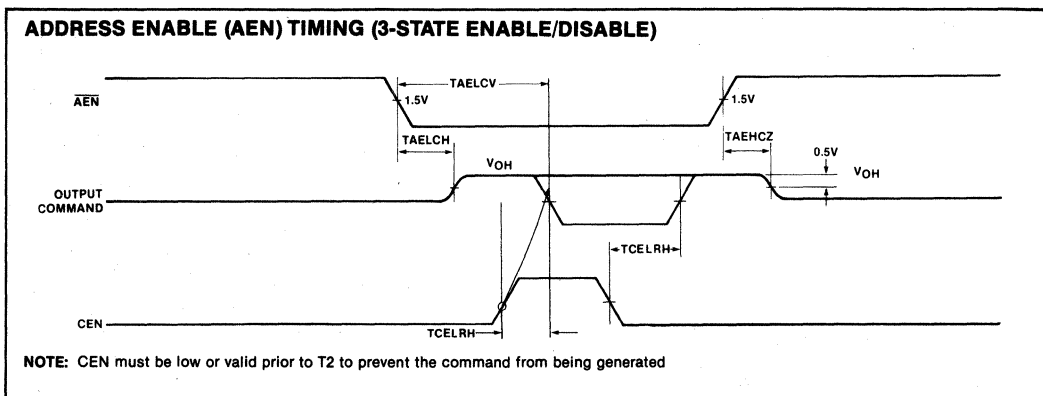 ADDRESS ENABLE (AEN) TIMING (3-STATE ENABLE/DISABLE)
TAELCV
AEN
1.5V
1.5V
TAELCH
TAEHCZ
0.5V
VOH
VOH
OUTPUT
COMMAND
TCELRH
CEN
TCELRH
NOTE: CEN must be low or valid prior to T2 to prevent the command from being generated